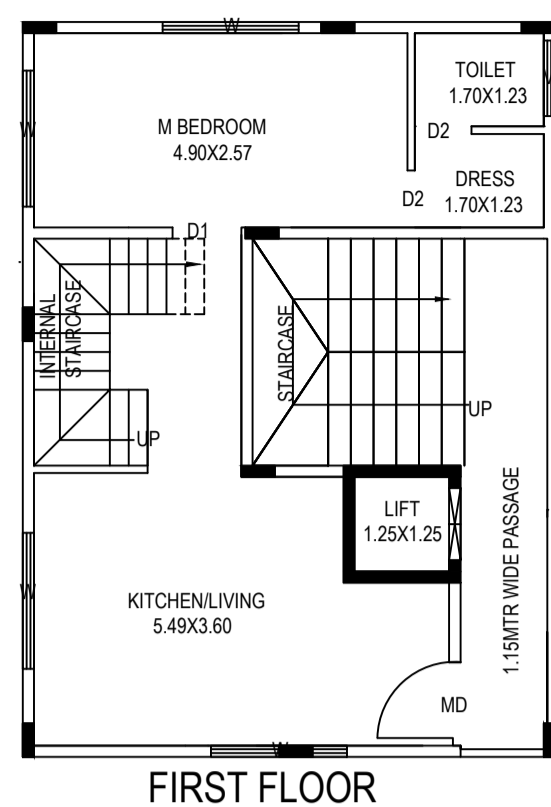 W
TOILET
1.70X1.23
W
M BEDROOM
4.90X2.57
W
D2
DRESS
1.70X1.23
D2
D1
INTERNAL
STAIRCASE
STAIRCASE
UP
UP
LIFT
1.25X1.25
1.15MTR WIDE PASSAGE
KITCHEN/LIVING
5.49X3.60
W
MD
W
FIRST FLOOR